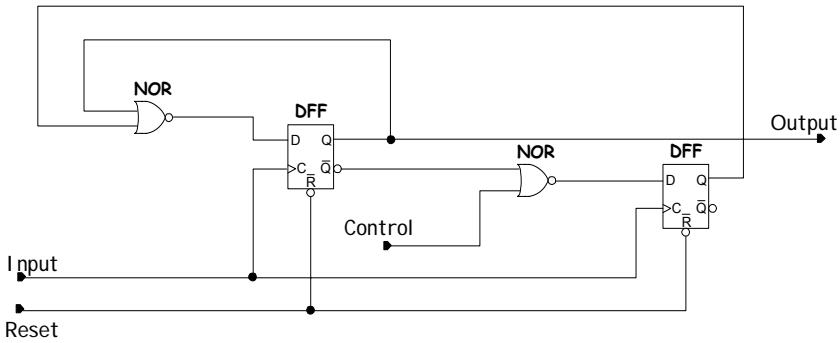 NOR
DFF
D Q
C Q̅
R̅
Output
NOR
DFF
D Q
C Q̅
R̅
Control
Input
Reset